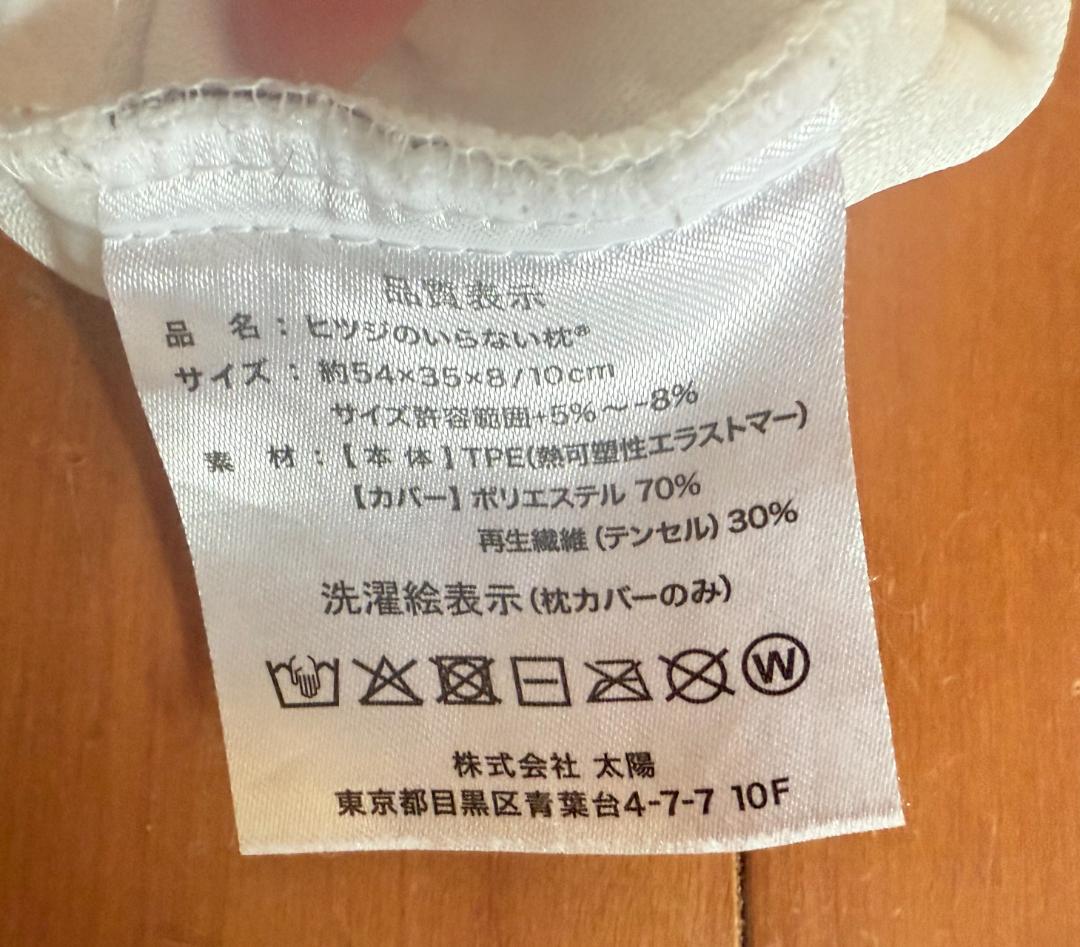 品質表示
品　名：ヒツジのいらない枕®
サイズ：約54×35×8/10cm
サイズ許容範囲+5%～-8%
素　材：【本 体】TPE(熱可塑性エラストマー)
【カバー】ポリエステル 70%
再生繊維(テンセル) 30%
洗濯絵表示(枕カバーのみ)
W
株式会社 太陽
東京都目黒区青葉台4-7-7 10F